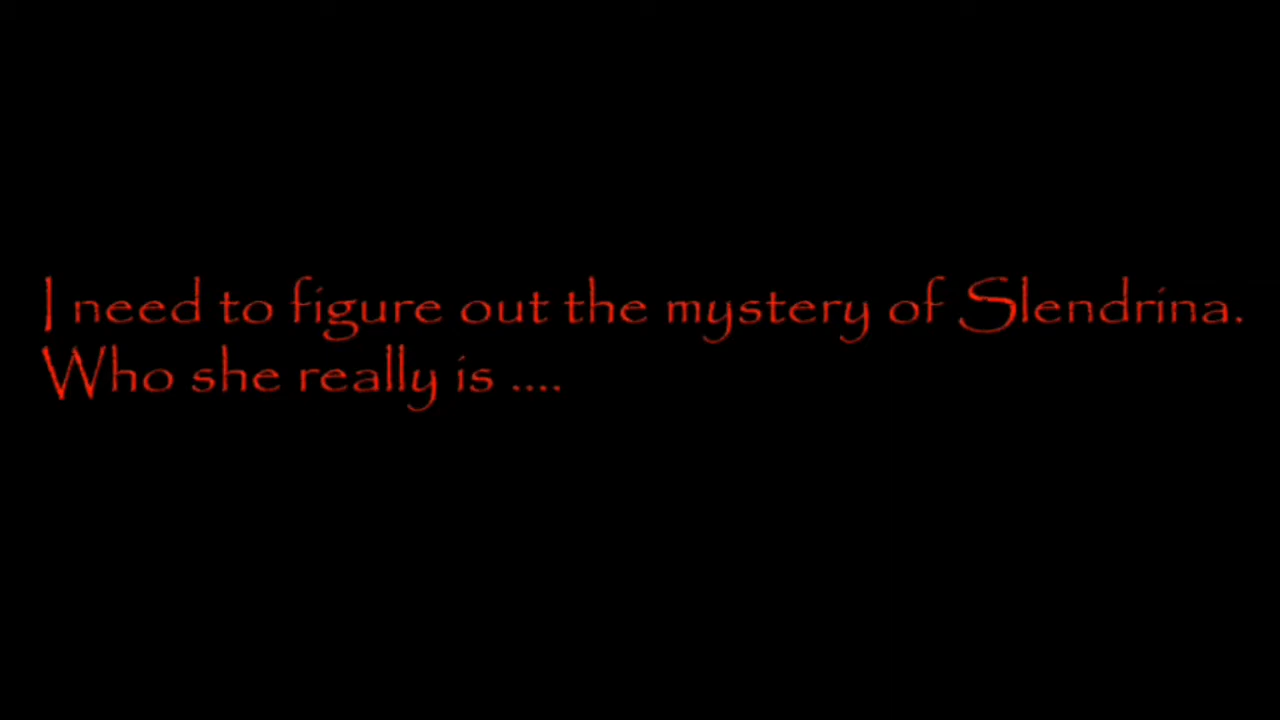 I need to figure out the mystery of Slendrina.
Who she really is ....